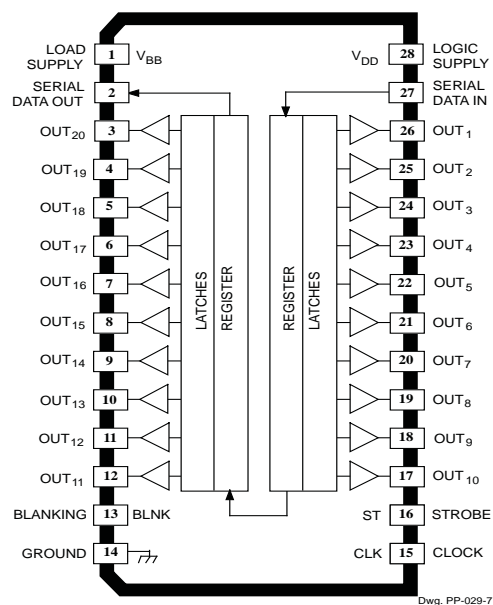 LOAD SUPPLY 1 VBB VDD 28 LOGIC SUPPLY
SERIAL DATA OUT 2 27 SERIAL DATA IN
OUT20 3 26 OUT1
OUT19 4 25 OUT2
OUT18 5 24 OUT3
OUT17 6 23 OUT4
OUT16 7 22 OUT5
OUT15 8 21 OUT6
OUT14 9 20 OUT7
OUT13 10 19 OUT8
OUT12 11 18 OUT9
OUT11 12 17 OUT10
LATCHES
REGISTER
REGISTER
LATCHES
BLANKING 13 BLNK ST 16 STROBE
GROUND 14 CLK 15 CLOCK
Dwg. PP-029-7